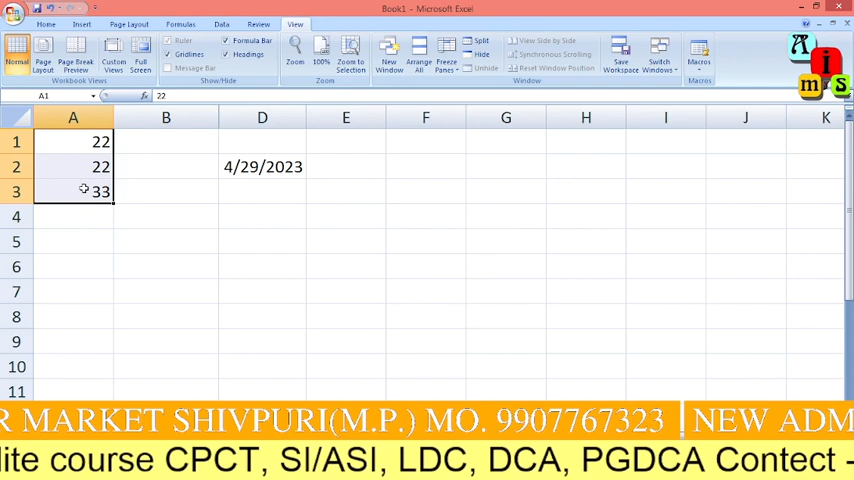 Book1 - Microsoft Excel
Home Insert Page Layout Formulas Data Review View
Normal Page Layout Page Break Preview Custom Views Full Screen
Workbook Views
Ruler Formula Bar
Gridlines Headings
Message Bar
Show/Hide
Zoom 100% Zoom to Selection
Zoom
New Window Arrange All Freeze Panes
Split
Hide
Unhide
View Side by Side
Synchronous Scrolling
Reset Window Position
Window
Save Workspace Switch Windows
Macros
Macros
A i m S
A1 fx 22
A B C D E F G H I J K
1 22
2 22 4/29/2023
3 33
4
5
6
7
8
9
10
11
R MARKET SHIVPURI(M.P.) MO. 9907767323 NEW ADM
lite course CPCT, SI/ASI, LDC, DCA, PGDCA Contect -